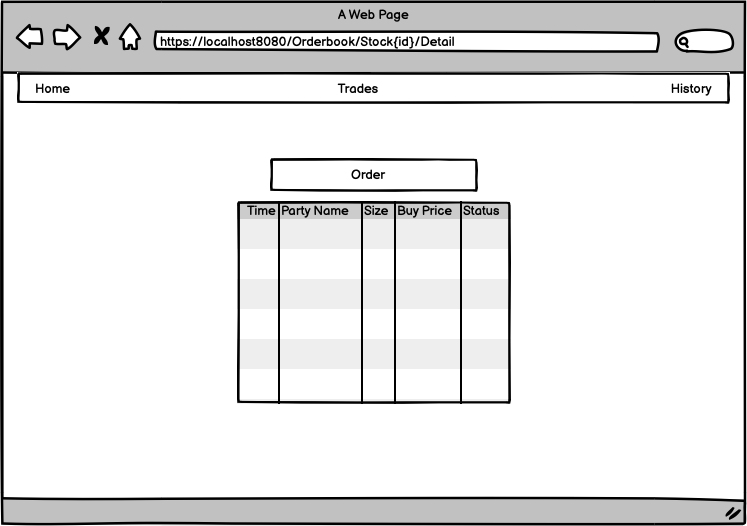 A Web Page
https://localhost8080/Orderbook/Stock{id}/Detail
Home Trades History
Order
Time Party Name Size Buy Price Status